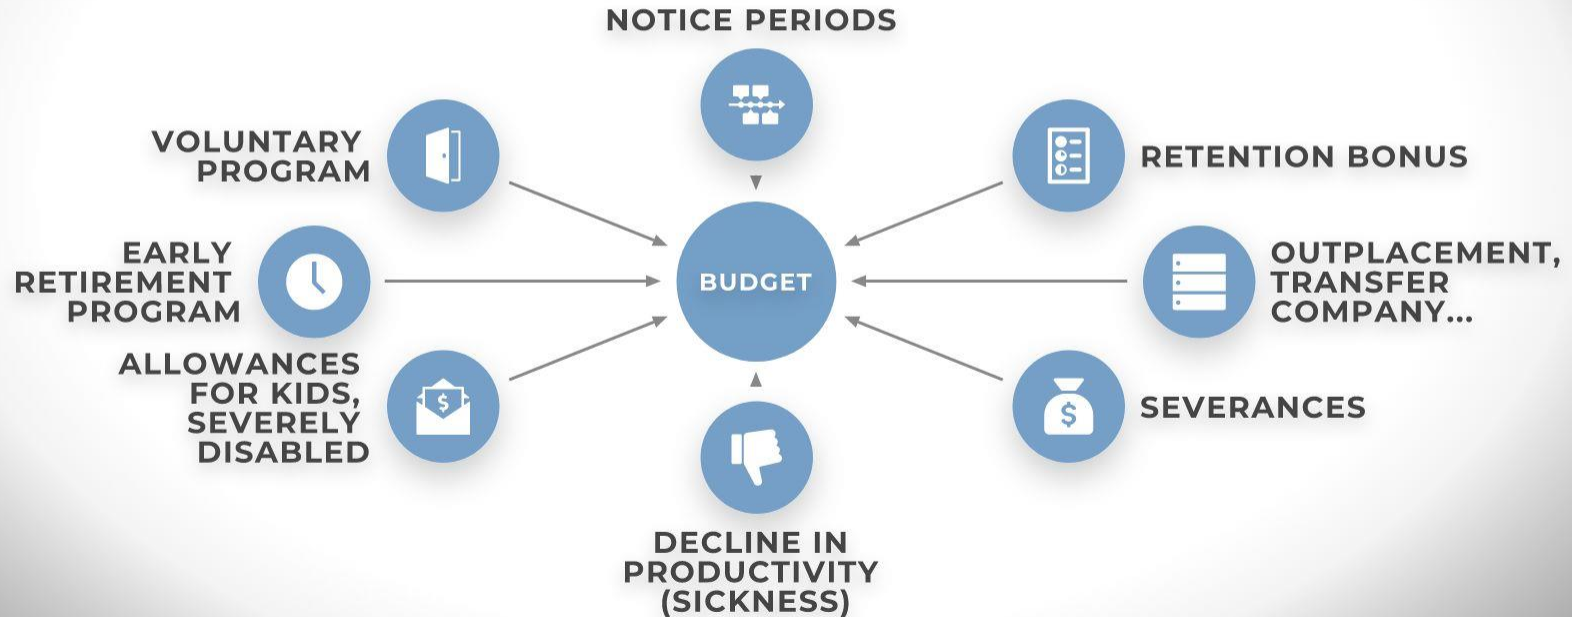 NOTICE PERIODS
VOLUNTARY
PROGRAM
RETENTION BONUS
EARLY
RETIREMENT
PROGRAM
BUDGET
OUTPLACEMENT,
TRANSFER
COMPANY...
ALLOWANCES
FOR KIDS,
SEVERELY
DISABLED
$
$
SEVERANCES
DECLINE IN
PRODUCTIVITY
(SICKNESS)